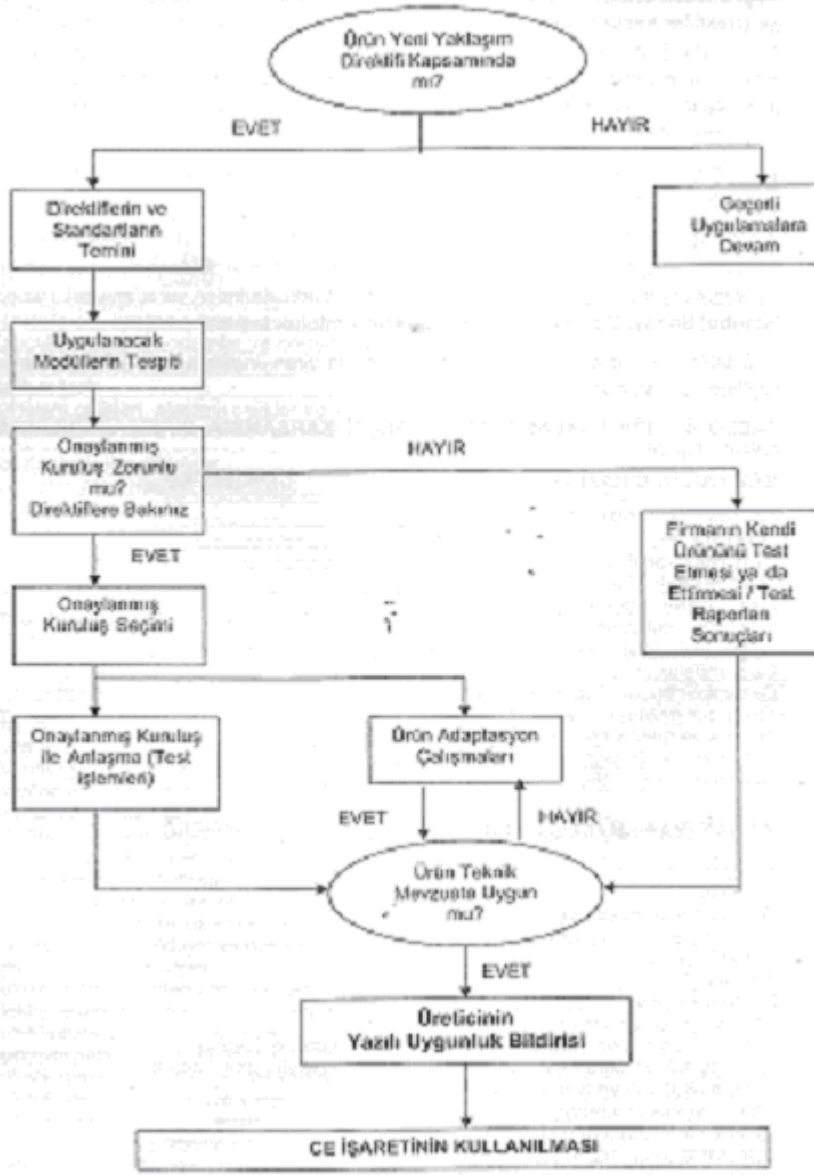 Ürün Yeni Yaklaşım
Direktifi Kapsamında
mı?
EVET
HAYIR
Direktiflerin ve
Standartların
Temini
Geçerli
Uygulamalara
Devam
Uygulanacak
Modüllerin Tespiti
Onaylanmış
Kuruluş Zorunlu
mu?
Direktiflere Bakınız
HAYIR
EVET
Firmanın Kendi
Ürününü Test
Etmesi ya da
Ettirmesi / Test
Raporları
Sonuçları
Onaylanmış
Kuruluş Seçimi
Onaylanmış Kuruluş
ile Anlaşma (Test
işlemleri)
Ürün Adaptasyon
Çalışmaları
EVET
HAYIR
Ürün Teknik
Mevzuata Uygun
mu?
EVET
Üreticinin
Yazılı Uygunluk Bildirisi
CE İŞARETİNİN KULLANILMASI